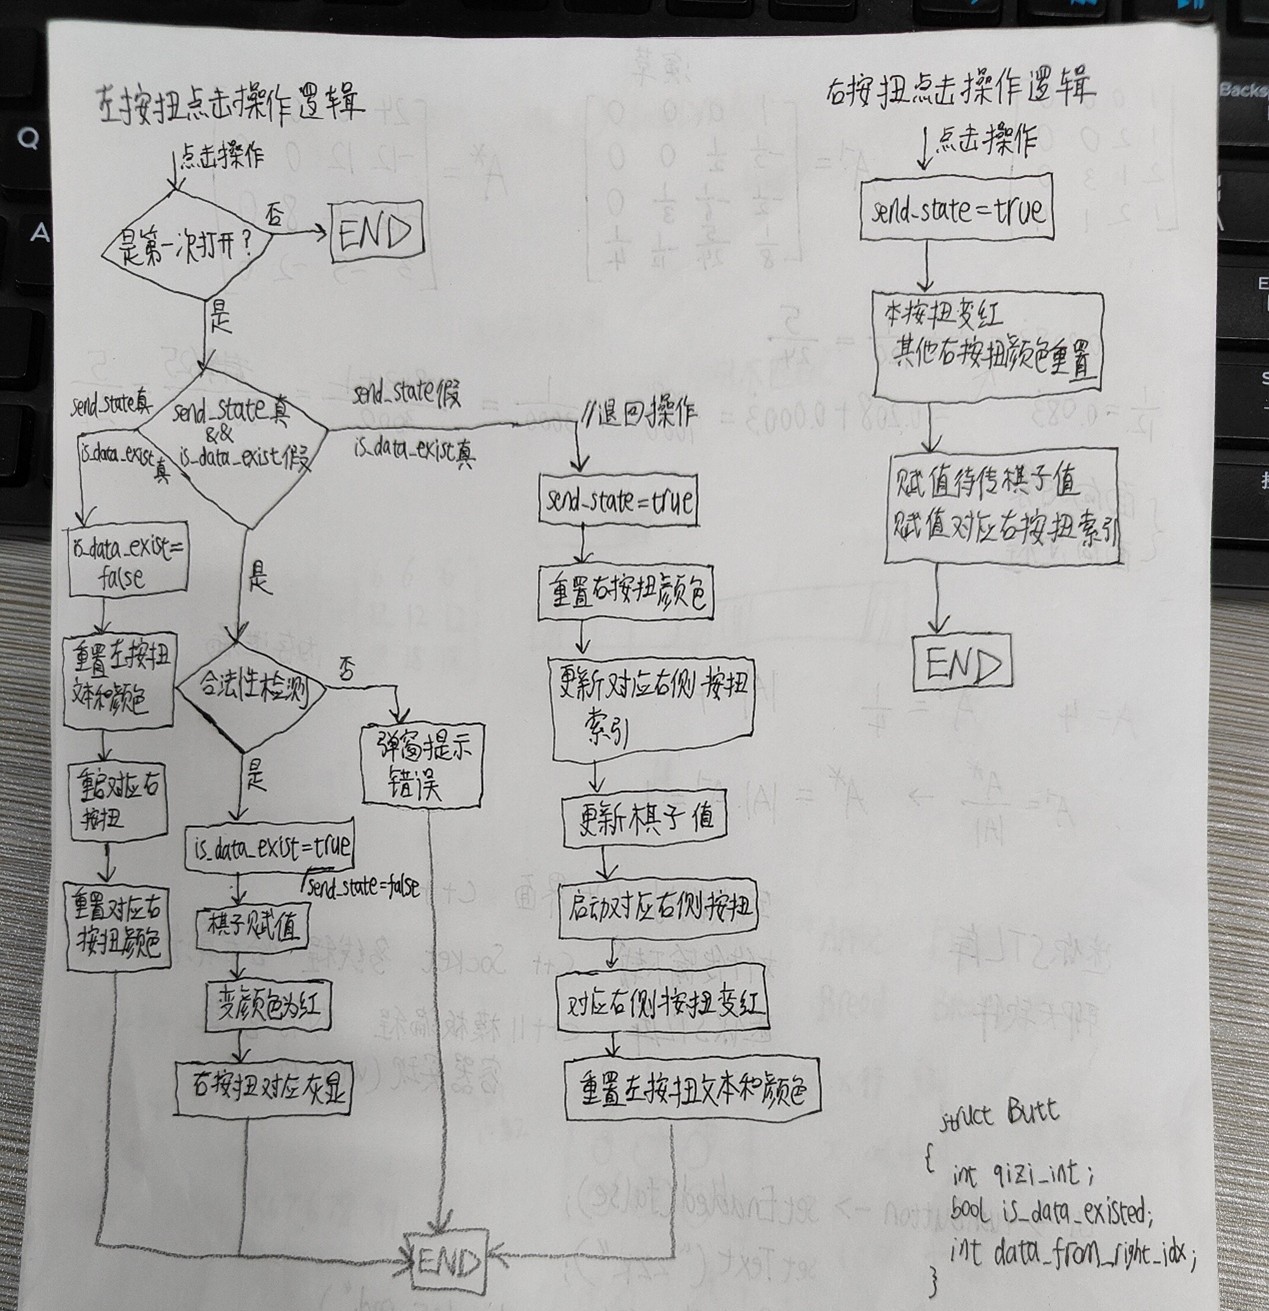 左按扭点击操作逻辑
点击操作
是第一次打开？
否
END
是
send_state真
is_data_exist真
send_state真
&&
is_data_exist假
send_state假
is_data_exist真
//退回操作
is_data_exist=
false
重置左按扭
文本和颜色
重启对应右
按扭
重置对应右
按扭颜色
是
合法性检测
否
弹窗提示
错误
是
is_data_exist=true
send_state=false
棋子赋值
变颜色为红
右按扭对应灰显
send_state=true
重置右按扭颜色
更新对应右侧按扭
索引
更新棋子值
启动对应右侧按扭
对应右侧按扭变红
重置左按扭文本和颜色
END
右按扭点击操作逻辑
点击操作
send_state=true
本按扭变红
其他右按扭颜色重置
赋值待传棋子值
赋值对应右按扭索引
END
struct Butt
{
int qizi_int;
bool is_data_existed;
int data_from_right_idx;
}
Q
A
Backs